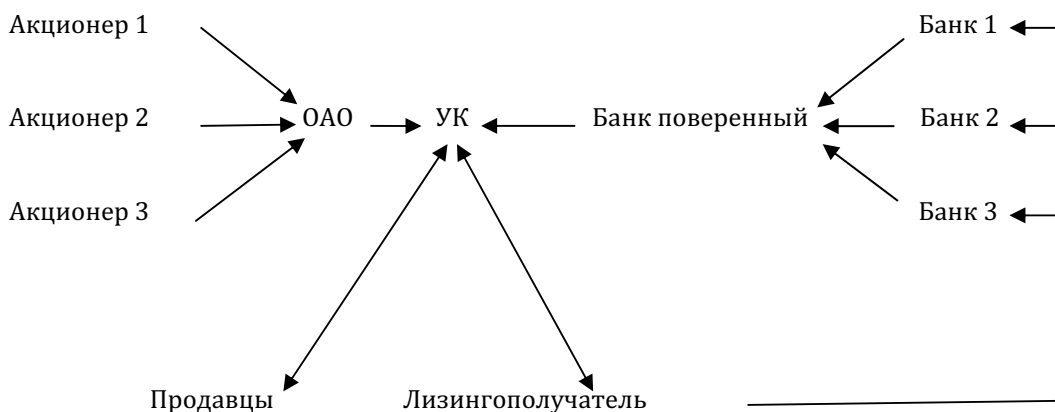 Акционер 1 Банк 1
Акционер 2 ОАО УК Банк поверенный Банк 2
Акционер 3 Банк 3
Продавцы Лизингополучатель